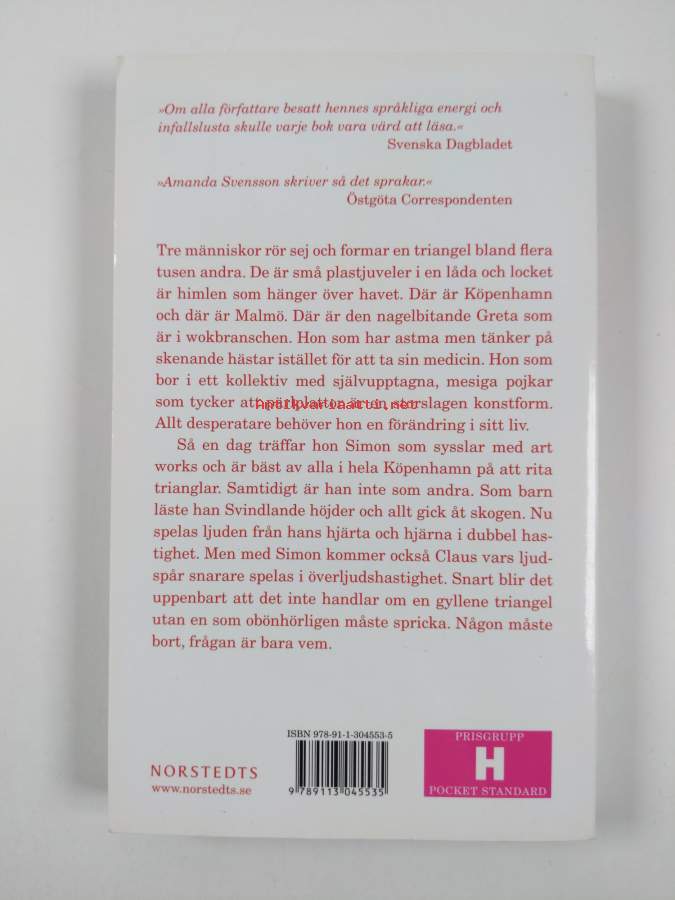 »Om alla författare besatt hennes språkliga energi och
infallslusta skulle varje bok vara värd att läsa.«
Svenska Dagbladet
»Amanda Svensson skriver så det sprakar.«
Östgöta Correspondenten
Tre människor rör sej och formar en triangel bland flera
tusen andra. De är små plastjuveler i en låda och locket
är himlen som hänger över havet. Där är Köpenhamn
och där är Malmö. Där är den nagelbitande Greta som
är i wokbranschen. Hon som har astma men tänker på
skenande hästar istället för att ta sin medicin. Hon som
bor i ett kollektiv med självupptagna, mesiga pojkar
som tycker att pärlplattor är en storslagen konstform.
antikvariaatti.net
Allt desperatare behöver hon en förändring i sitt liv.
Så en dag träffar hon Simon som sysslar med art
works och är bäst av alla i hela Köpenhamn på att rita
trianglar. Samtidigt är han inte som andra. Som barn
läste han Svindlande höjder och allt gick åt skogen. Nu
spelas ljuden från hans hjärta och hjärna i dubbel has-
tighet. Men med Simon kommer också Claus vars ljud-
spår snarare spelas i överljudshastighet. Snart blir det
uppenbart att det inte handlar om en gyllene triangel
utan en som obönhörligen måste spricka. Någon måste
bort, frågan är bara vem.
ISBN 978-91-1-304553-5
9 789113 045535
NORSTEDTS
www.norstedts.se
PRISGRUPP
H
POCKET STANDARD